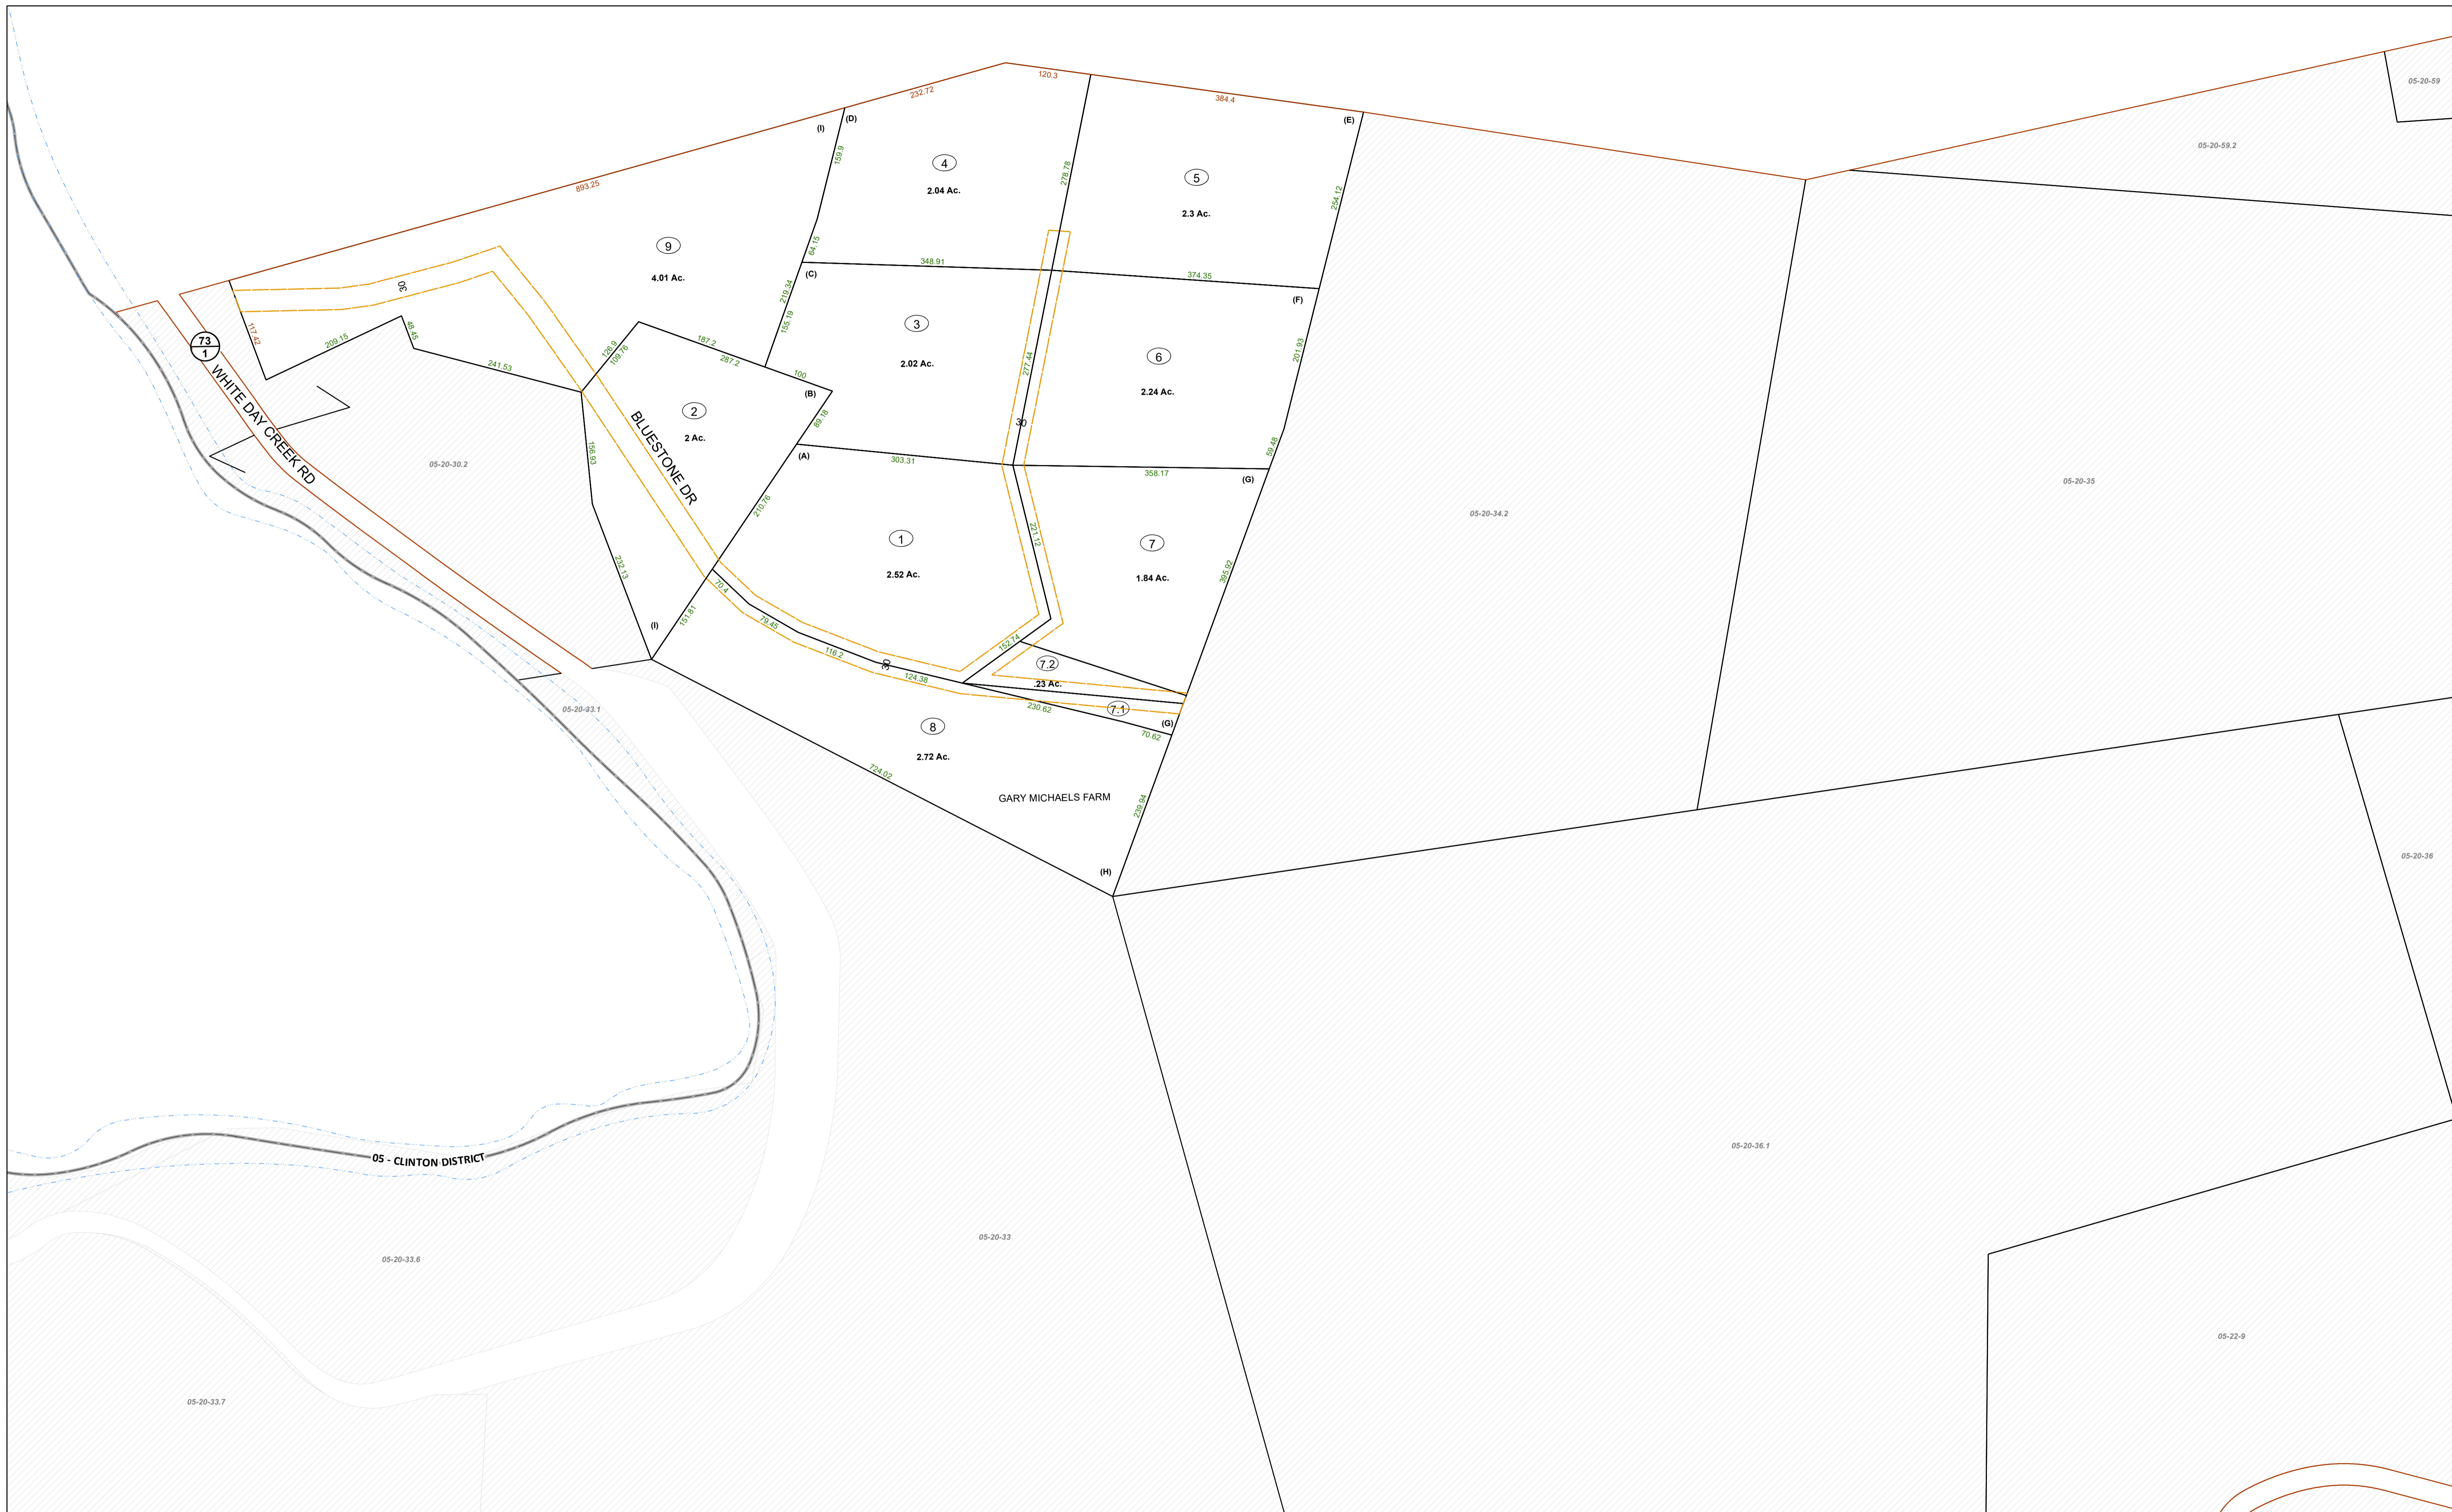 120.3
232.72
384.4
05-20-59
(D)
(E)
(I)
05-20-59.2
159.9
4
278.78
5
893.25
2.04 Ac.
254.12
2.3 Ac.
9
64.15
348.91
(C)
374.35
4.01 Ac.
30
219.34
(F)
155.19
3
117.42
48.45
209.15
73
1
187.2
126.9
109.76
287.2
277.44
201.93
6
2.02 Ac.
241.53
100
2.24 Ac.
(B)
WHITE DAY CREEK RD
2
89.18
30
BLUESTONE DR
2 Ac.
59.48
156.93
(A)
303.31
05-20-30.2
358.17
(G)
05-20-35
210.76
05-20-34.2
221.12
1
7
232.13
2.52 Ac.
395.92
1.84 Ac.
70.4
151.81
79.45
(I)
152.74
116.2
30
7.2
124.38
.23 Ac.
05-20-33.1
230.62
7.1
(G)
8
70.62
2.72 Ac.
724.02
GARY MICHAELS FARM
239.94
05-20-36
(H)
05-20-36.1
05 - CLINTON DISTRICT
05-20-33
05-20-33.6
05-22-9
05-20-33.7